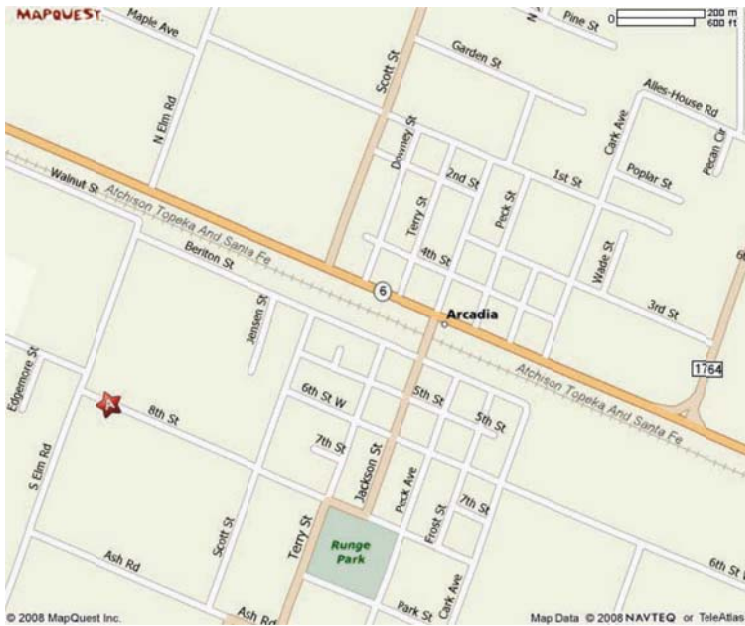 MAPQUEST.
0 200 m
600 ft
Maple Ave
N Elm Rd
Scott St
Garden St
Pine St
Alles-House Rd
Cark Ave
Pecan Cir
Downey St
2nd St
1st St
Poplar St
Terry St
Peck St
Walnut St
Atchison Topeka And Santa Fe
4th St
Wade St
Beriton St
6
3rd St
Arcadia
Jensen St
1764
Atchison Topeka And Santa Fe
Edgemore St
A
8th St
6th St W
5th St
5th St
7th St
S Elm Rd
Jackson St
Peck Ave
7th St
Scott St
Terry St
Frost St
Runge
Park
Ash Rd
6th St W
Cark Ave
Ash Rd
Park St
© 2008 MapQuest Inc.
Map Data © 2008 NAVTEQ or TeleAtlas